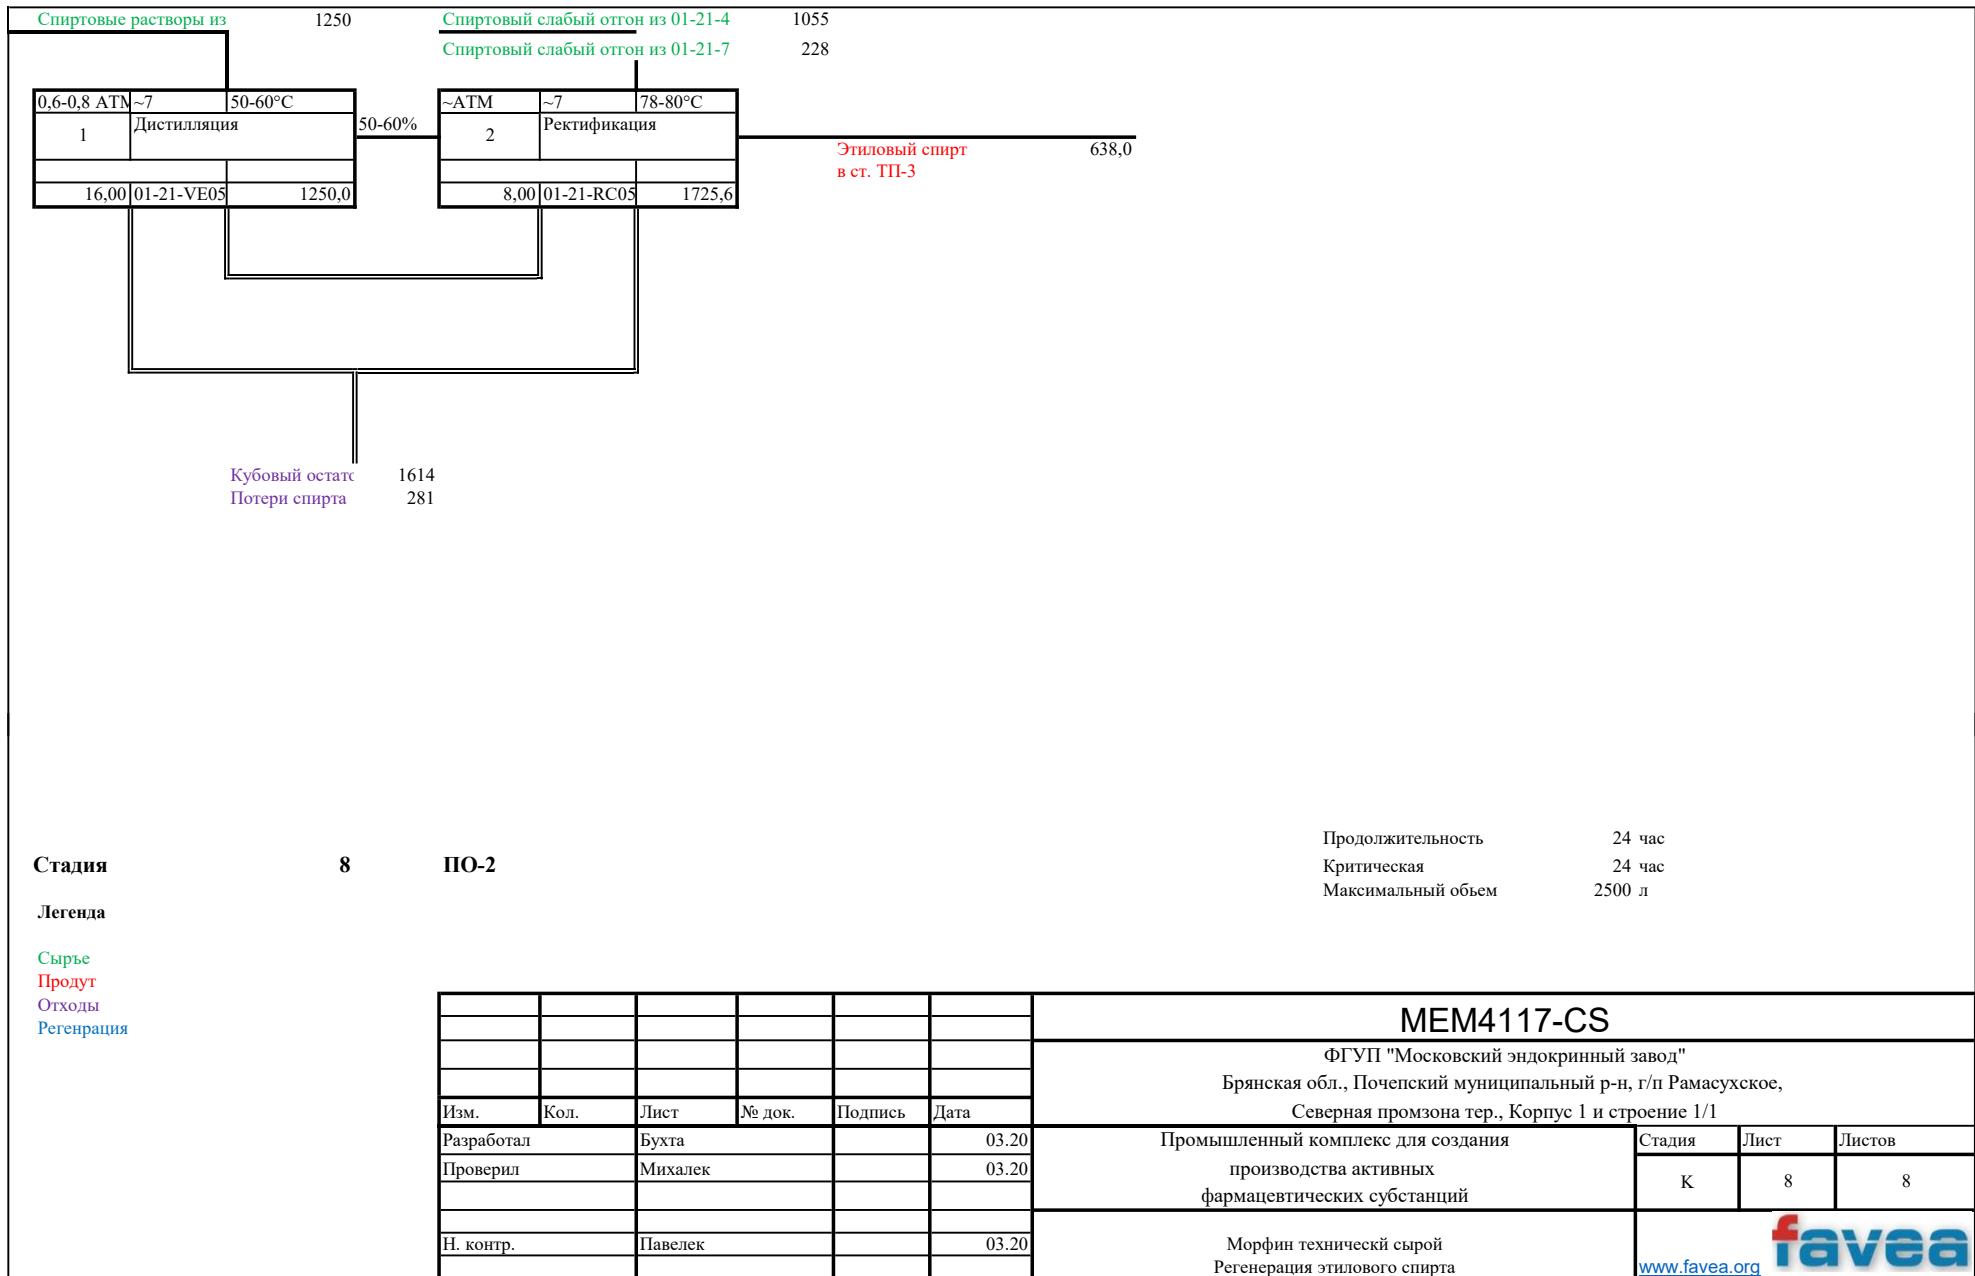 Спиртовые растворы из 1250 Спиртовый слабый отгон из 01-21-4 1055
Спиртовый слабый отгон из 01-21-7 228
0,6-0,8 АТМ ~7 50-60°C ~АТМ ~7 78-80°C
1 Дистилляция 50-60% 2 Ректификация
Этиловый спирт 638,0
в ст. ТП-3
16,00 01-21-VE05 1250,0 8,00 01-21-RC05 1725,6
Кубовый остато 1614
Потери спирта 281
Продолжительность 24 час
Стадия 8 ПО-2 Критическая 24 час
Максимальный обьем 2500 л
Легенда
Сыръе
Продут
Отходы
Регенрация
MEM4117-CS
ФГУП "Московский эндокринный завод"
Брянская обл., Почепский муниципальный р-н, г/п Рамасухское,
Северная промзона тер., Корпус 1 и строение 1/1
Изм. Кол. Лист № док. Подпись Дата
Разработал Бухта 03.20 Промышленный комплекс для создания Стадия Лист Листов
Проверил Михалек 03.20 производства активных К 8 8
фармацевтических субстанций
Н. контр. Павелек 03.20 Морфин техническй сырой
Регенерация этилового спирта www.favea.org favea